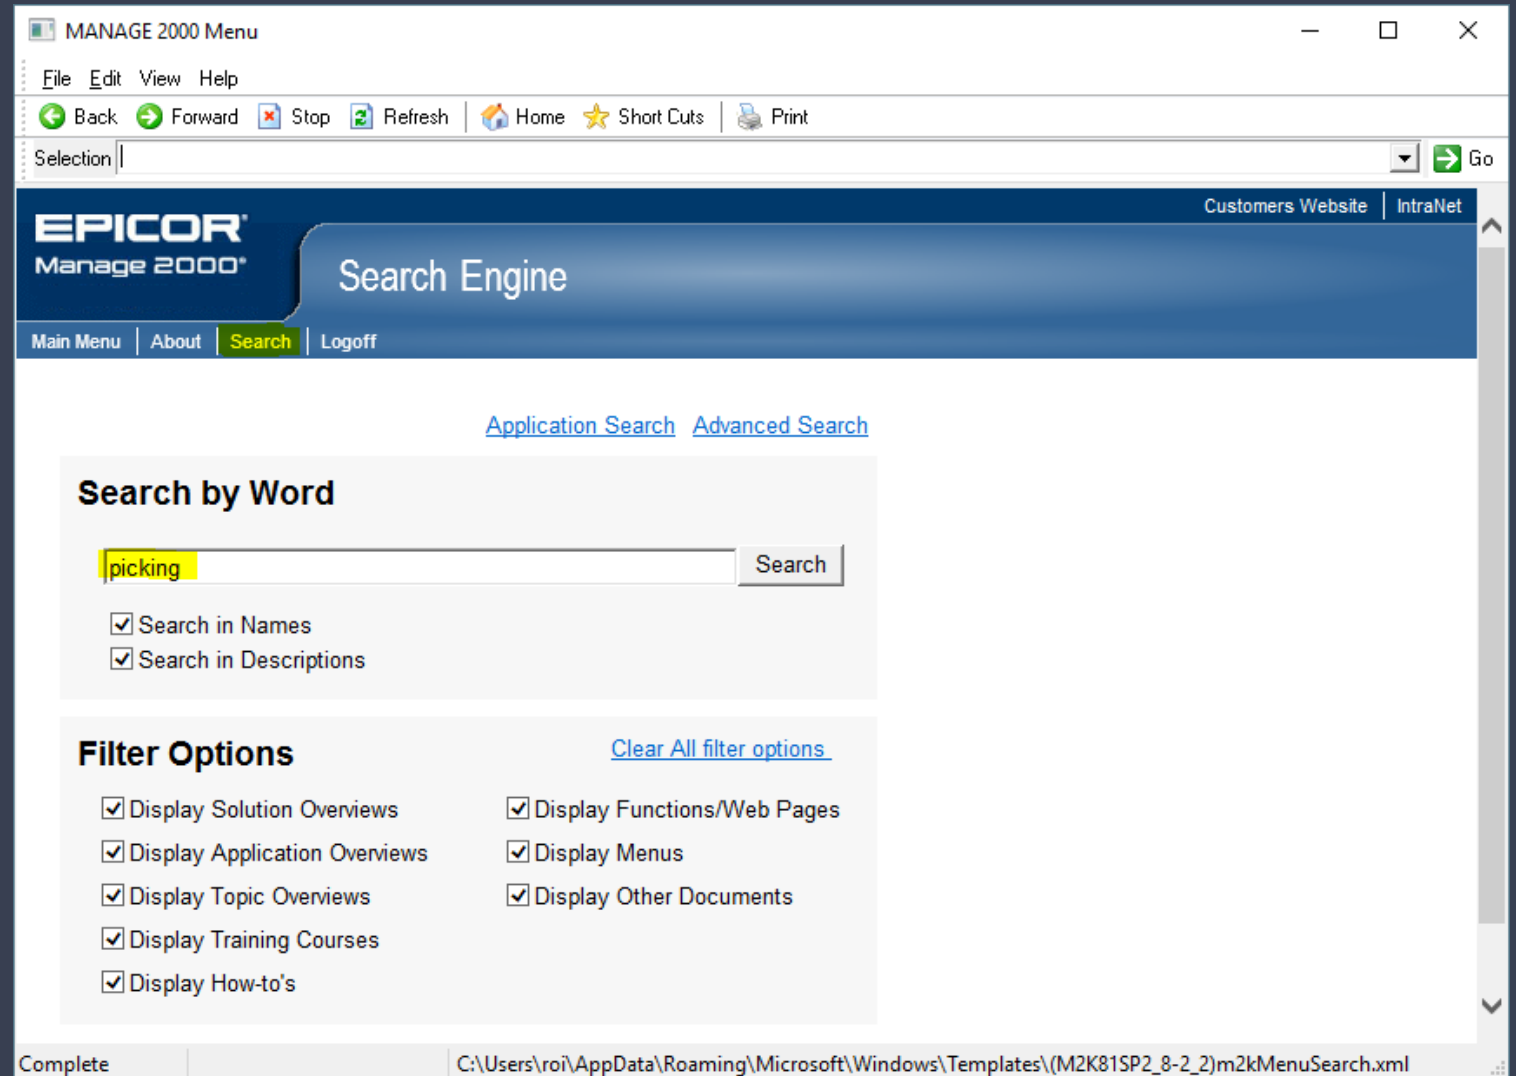 MANAGE 2000 Menu
File Edit View Help
Back Forward Stop Refresh Home Short Cuts Print
Selection Go
Customers Website IntraNet
EPICOR®
Manage 2000®
Search Engine
Main Menu About Search Logoff
Application Search Advanced Search
Search by Word
picking Search
Search in Names
Search in Descriptions
Filter Options Clear All filter options
Display Solution Overviews Display Functions/Web Pages
Display Application Overviews Display Menus
Display Topic Overviews Display Other Documents
Display Training Courses
Display How-to's
Complete C:\Users\roi\AppData\Roaming\Microsoft\Windows\Templates\(M2K81SP2_8-2_2)m2kMenuSearch.xml